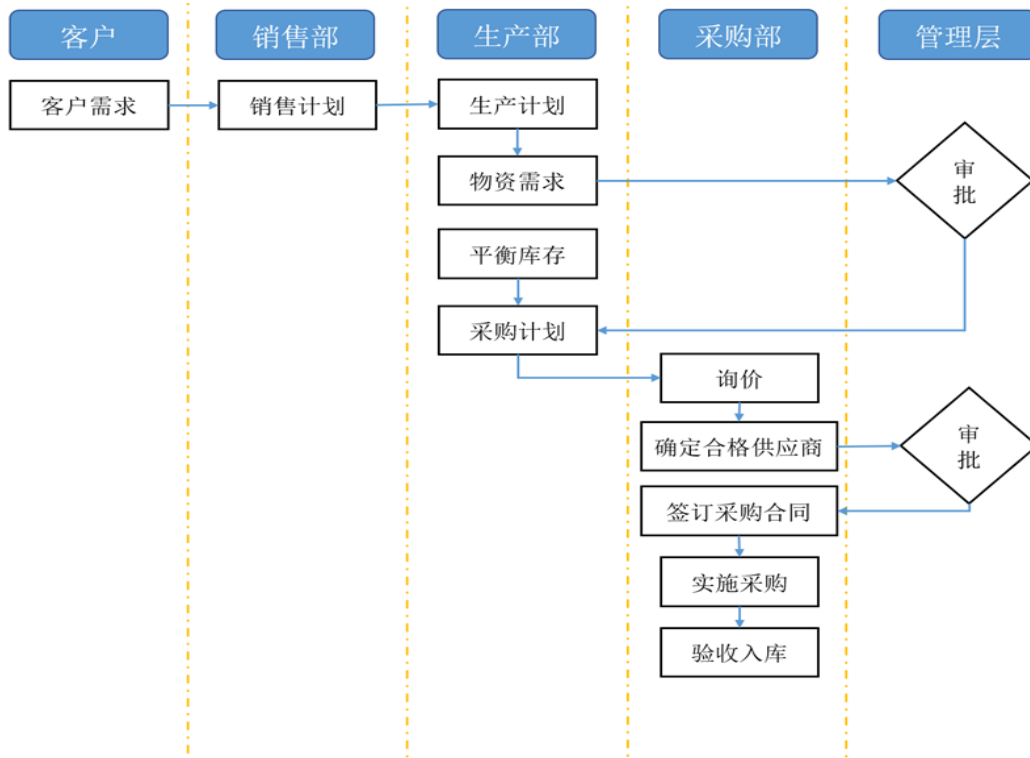 客户
销售部
生产部
采购部
管理层
客户需求
销售计划
生产计划
物资需求
审
批
平衡库存
采购计划
询价
确定合格供应商
审
批
签订采购合同
实施采购
验收入库